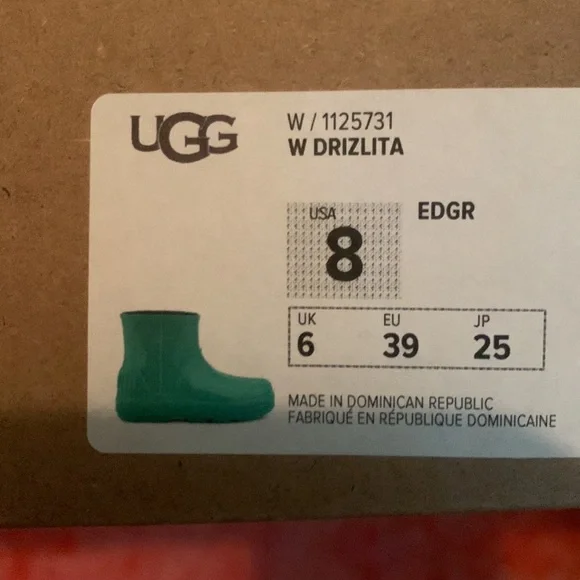 UGG
W / 1125731
W DRIZLITA
USA
8
EDGR
UK EU JP
6 39 25
MADE IN DOMINICAN REPUBLIC
FABRIQUÉ EN RÉPUBLIQUE DOMINICAINE